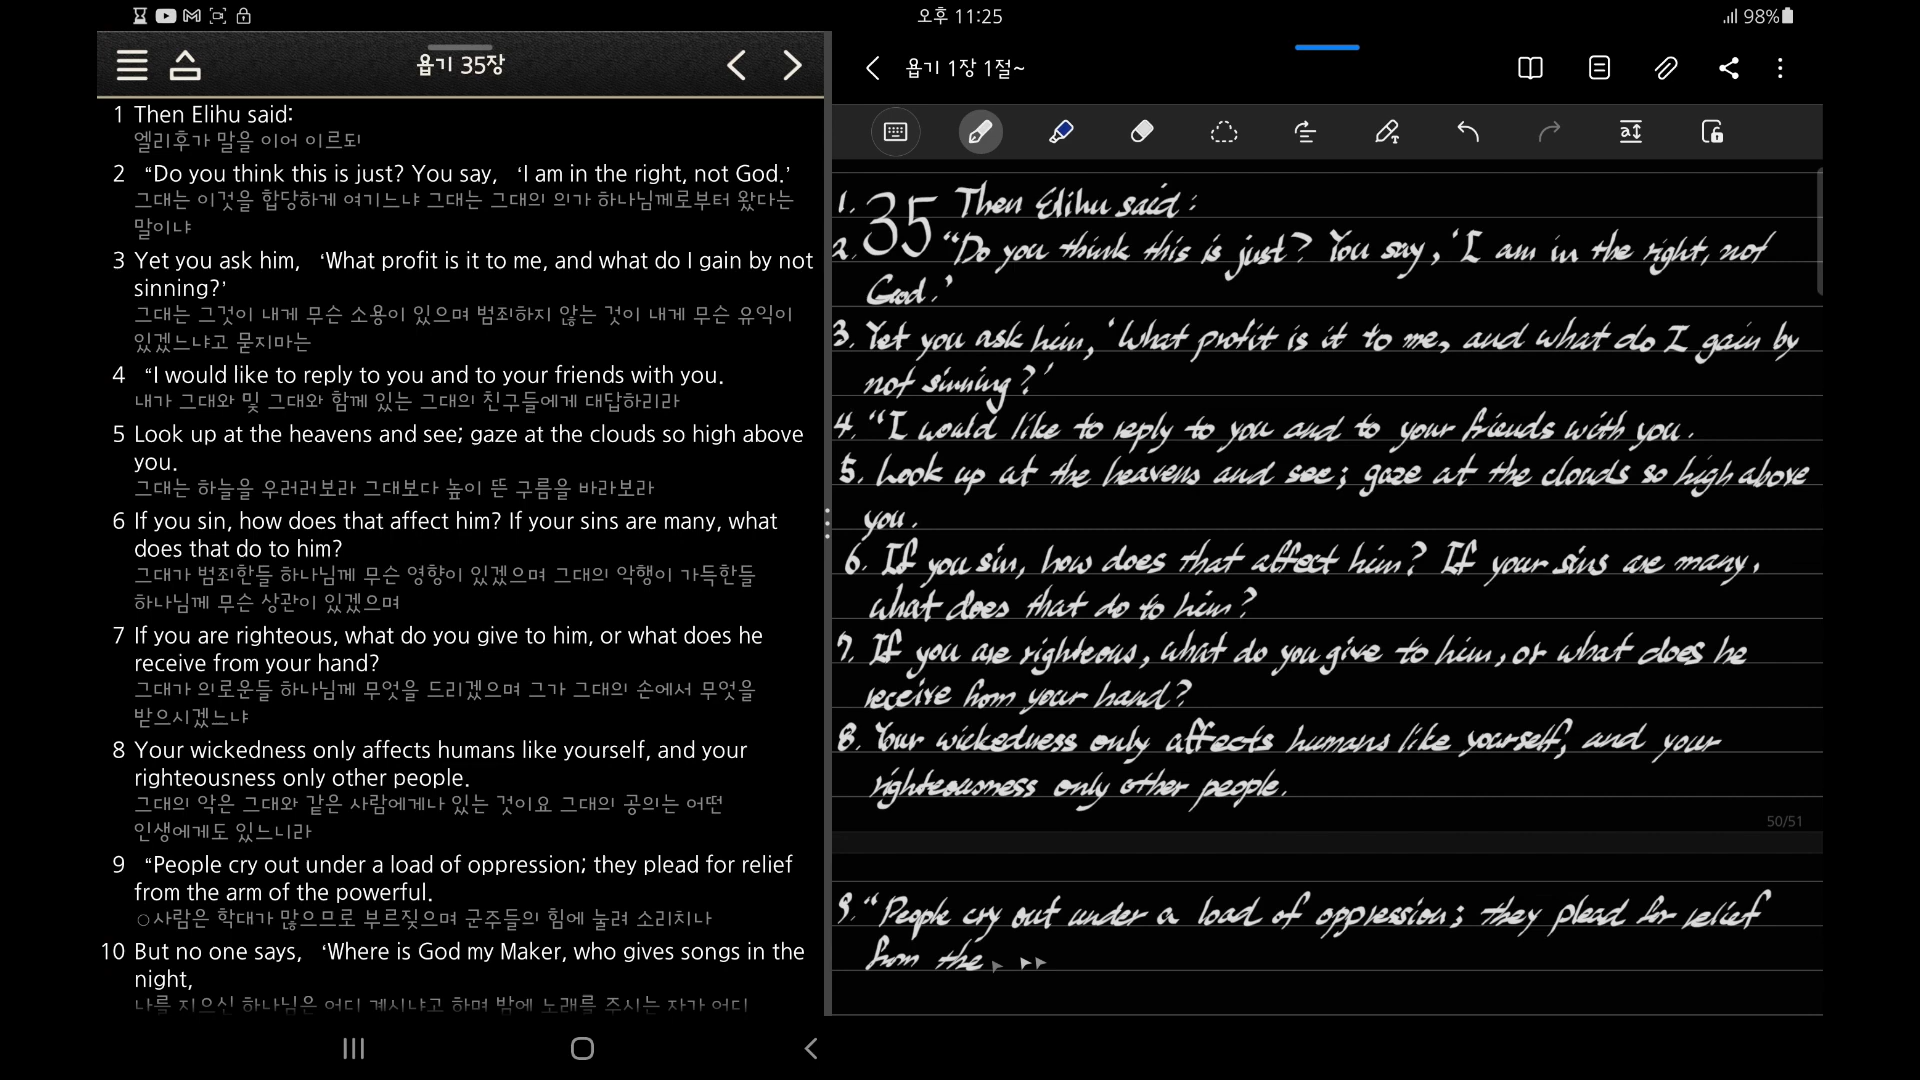 오후 11:25
98%
욥기 35장
1 Then Elihu said:
엘리후가 말을 이어 이르되
2 “Do you think this is just? You say, ‘I am in the right, not God.’
그대는 이것을 합당하게 여기느냐 그대는 그대의 의가 하나님께로부터 왔다는
말이냐
3 Yet you ask him, ‘What profit is it to me, and what do I gain by not
sinning?’
그대는 그것이 내게 무슨 소용이 있으며 범죄하지 않는 것이 내게 무슨 유익이
있겠느냐고 묻지마는
4 “I would like to reply to you and to your friends with you.
내가 그대와 및 그대와 함께 있는 그대의 친구들에게 대답하리라
5 Look up at the heavens and see; gaze at the clouds so high above
you.
그대는 하늘을 우러러보라 그대보다 높이 뜬 구름을 바라보라
6 If you sin, how does that affect him? If your sins are many, what
does that do to him?
그대가 범죄한들 하나님께 무슨 영향이 있겠으며 그대의 악행이 가득한들
하나님께 무슨 상관이 있겠으며
7 If you are righteous, what do you give to him, or what does he
receive from your hand?
그대가 의로운들 하나님께 무엇을 드리겠으며 그가 그대의 손에서 무엇을
받으시겠느냐
8 Your wickedness only affects humans like yourself, and your
righteousness only other people.
그대의 악은 그대와 같은 사람에게나 있는 것이요 그대의 공의는 어떤
인생에게도 있느니라
9 “People cry out under a load of oppression; they plead for relief
from the arm of the powerful.
○사람은 학대가 많으므로 부르짖으며 군주들의 힘에 눌려 소리치나
10 But no one says, ‘Where is God my Maker, who gives songs in the
night,
나를 지으신 하나님은 어디 계시냐고 하며 밤에 노래를 주시는 자가 어디
욥기 1장 1절~
1. 35 Then Elihu said:
2. “Do you think this is just? You say, ‘I am in the right, not
God.’
3. Yet you ask him, ‘What profit is it to me, and what do I gain by
not sinning?’
4. “I would like to reply to you and to your friends with you.
5. Look up at the heavens and see; gaze at the clouds so high above
you.
6. If you sin, how does that affect him? If your sins are many,
what does that do to him?
7. If you are righteous, what do you give to him, or what does he
receive from your hand?
8. Your wickedness only affects humans like yourself, and your
righteousness only other people.
50/51
9. “People cry out under a load of oppression; they plead for relief
from the